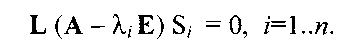 L (A – λᵢ E) Sᵢ = 0, i=1..n.